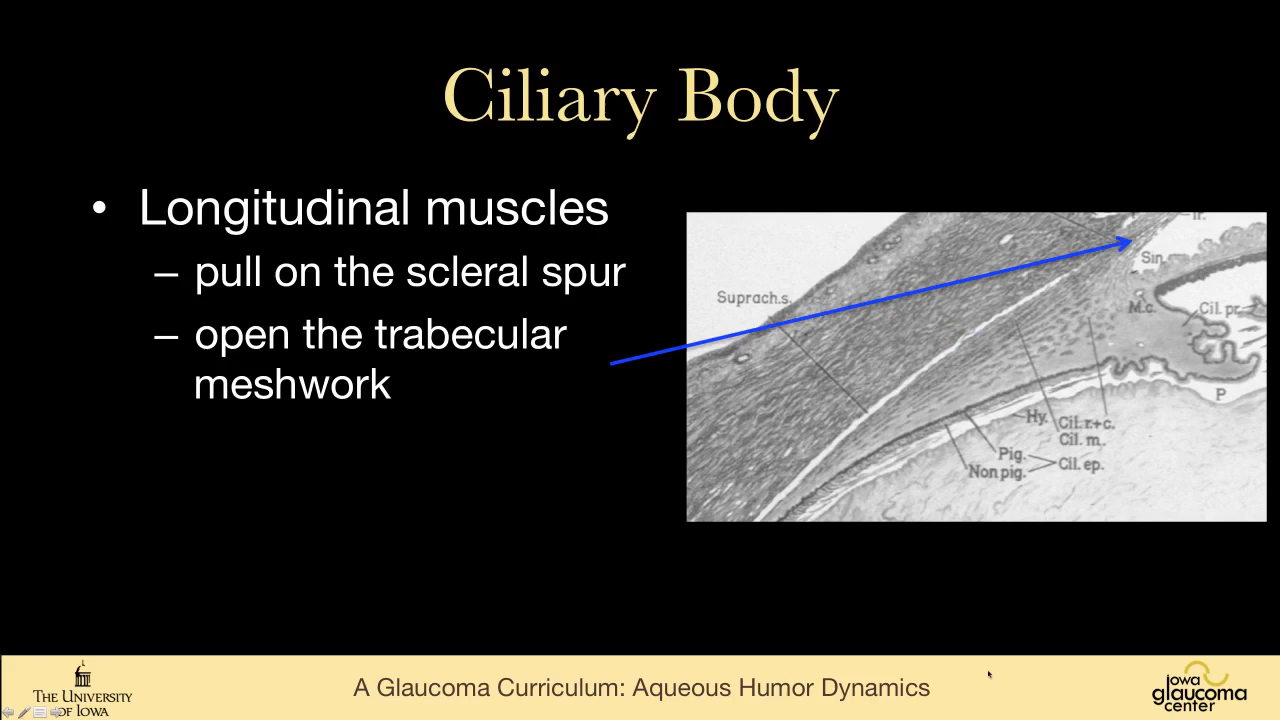 Ciliary Body
• Longitudinal muscles
– pull on the scleral spur
– open the trabecular
meshwork
Suprach.s.
Sin.
M.c.
Cil. pr.
P
Hy.
Cil. r.+c.
Cil. m.
Pig.
Non pig.
Cil. ep.
THE UNIVERSITY
OF IOWA
A Glaucoma Curriculum: Aqueous Humor Dynamics
iowa
glaucoma
center